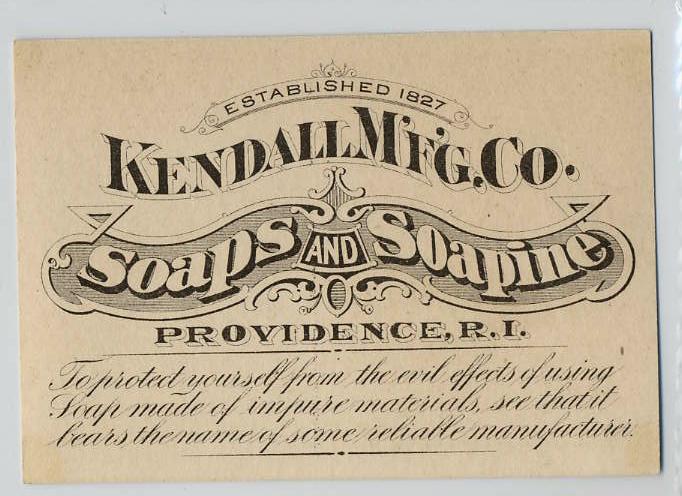 ESTABLISHED 1827
KENDALL M'F'G. CO.
Soaps AND Soapine
PROVIDENCE, R.I.
To protect yourself from the evil effects of using
Soap made of impure materials, see that it
bears the name of some reliable manufacturer.